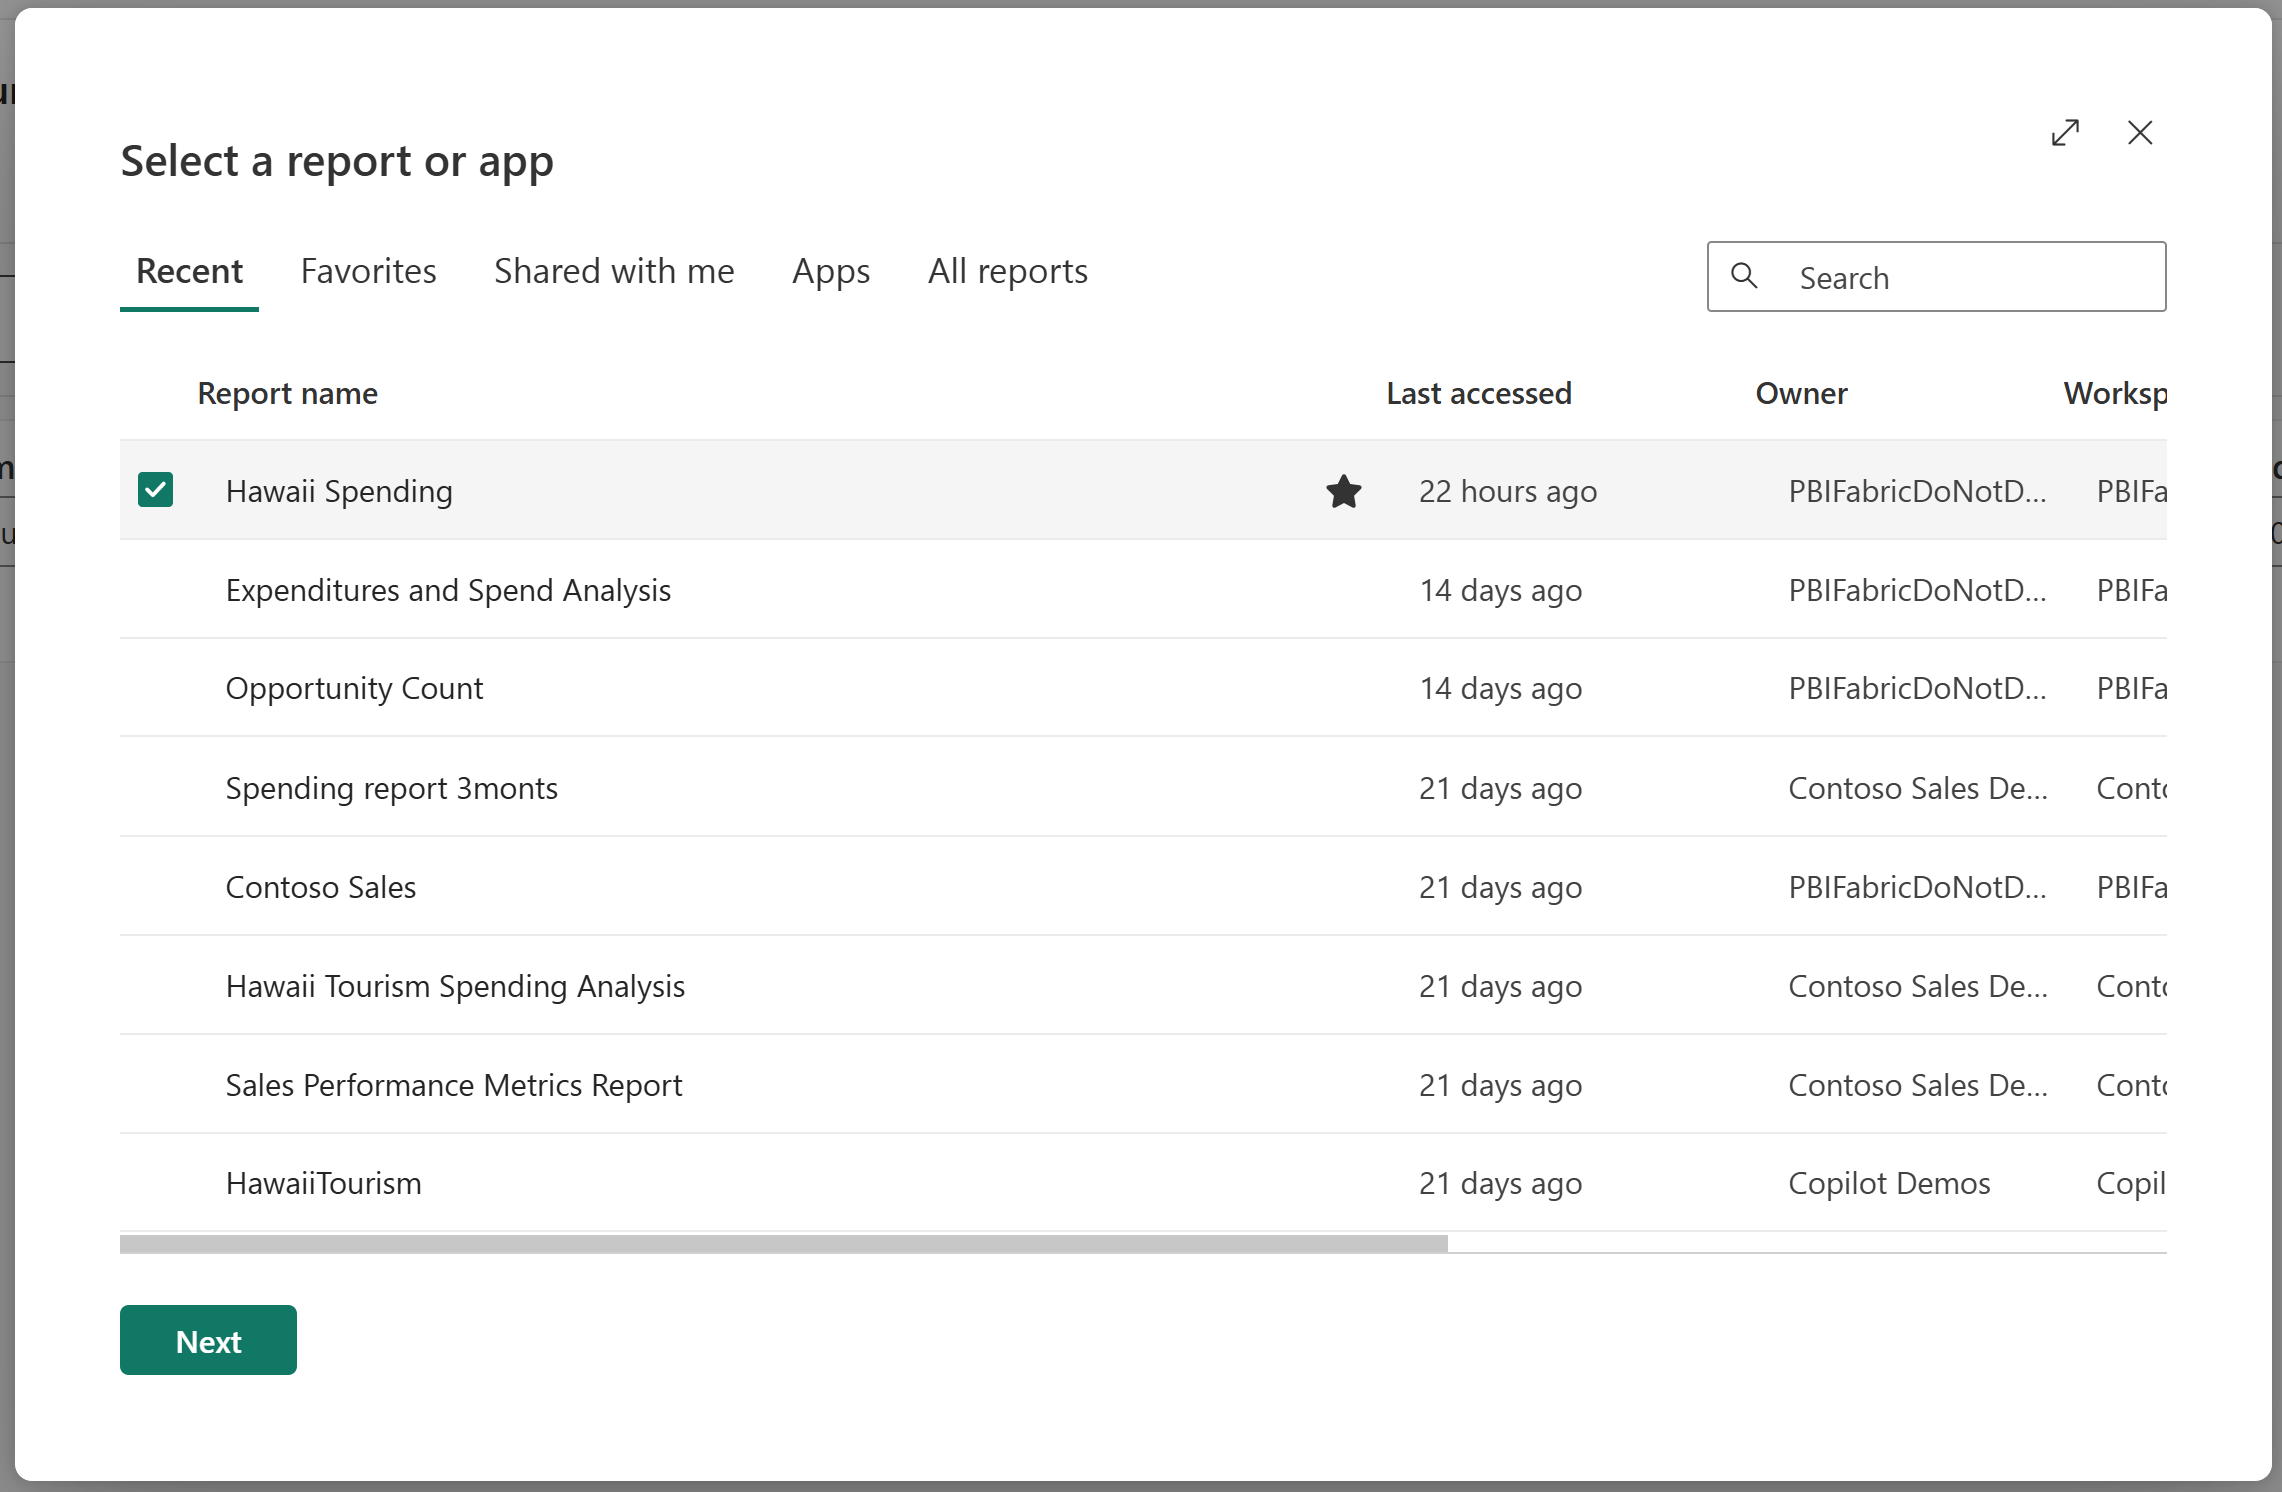 Select a report or app
Recent Favorites Shared with me Apps All reports Search
Report name Last accessed Owner Worksp
Hawaii Spending 22 hours ago PBIFabricDoNotD... PBIFa
Expenditures and Spend Analysis 14 days ago PBIFabricDoNotD... PBIFa
Opportunity Count 14 days ago PBIFabricDoNotD... PBIFa
Spending report 3monts 21 days ago Contoso Sales De... Conto
Contoso Sales 21 days ago PBIFabricDoNotD... PBIFa
Hawaii Tourism Spending Analysis 21 days ago Contoso Sales De... Conto
Sales Performance Metrics Report 21 days ago Contoso Sales De... Conto
HawaiiTourism 21 days ago Copilot Demos Copil
Next